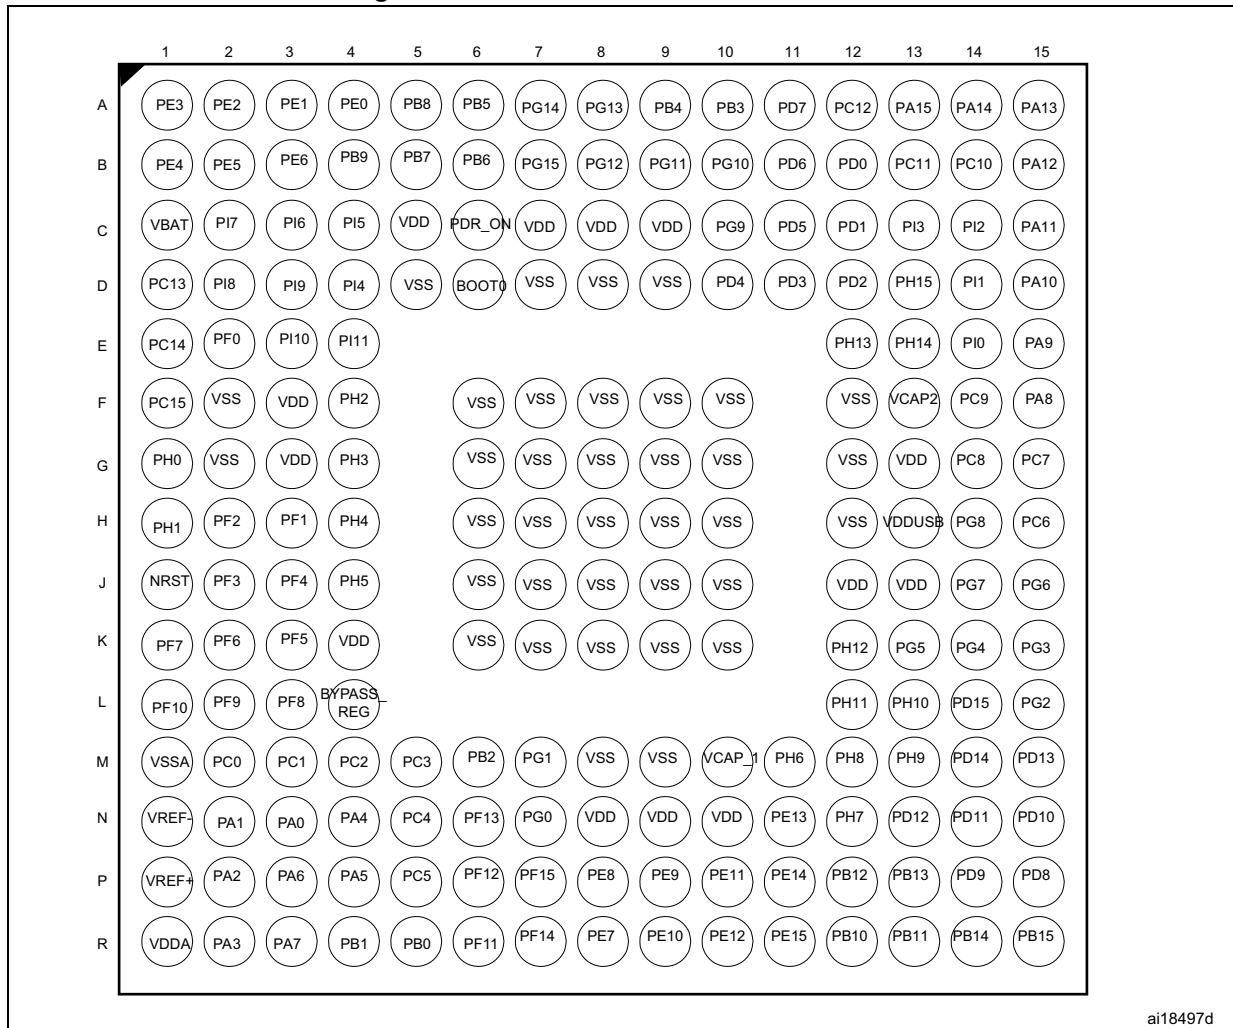 1 2 3 4 5 6 7 8 9 10 11 12 13 14 15
A PE3 PE2 PE1 PE0 PB8 PB5 PG14 PG13 PB4 PB3 PD7 PC12 PA15 PA14 PA13
B PE4 PE5 PE6 PB9 PB7 PB6 PG15 PG12 PG11 PG10 PD6 PD0 PC11 PC10 PA12
C VBAT PI7 PI6 PI5 VDD PDR_ON VDD VDD VDD PG9 PD5 PD1 PI3 PI2 PA11
D PC13 PI8 PI9 PI4 VSS BOOT0 VSS VSS VSS PD4 PD3 PD2 PH15 PI1 PA10
E PC14 PF0 PI10 PI11 PH13 PH14 PI0 PA9
F PC15 VSS VDD PH2 VSS VSS VSS VSS VSS VSS VCAP2 PC9 PA8
G PH0 VSS VDD PH3 VSS VSS VSS VSS VSS VSS VDD PC8 PC7
H PH1 PF2 PF1 PH4 VSS VSS VSS VSS VSS VSS VDDUSB PG8 PC6
J NRST PF3 PF4 PH5 VSS VSS VSS VSS VSS VDD VDD PG7 PG6
K PF7 PF6 PF5 VDD VSS VSS VSS VSS VSS PH12 PG5 PG4 PG3
L PF10 PF9 PF8 BYPASS_ PH11 PH10 PD15 PG2
REG
M VSSA PC0 PC1 PC2 PC3 PB2 PG1 VSS VSS VCAP_1 PH6 PH8 PH9 PD14 PD13
N VREF- PA1 PA0 PA4 PC4 PF13 PG0 VDD VDD VDD PE13 PH7 PD12 PD11 PD10
P VREF+ PA2 PA6 PA5 PC5 PF12 PF15 PE8 PE9 PE11 PE14 PB12 PB13 PD9 PD8
R VDDA PA3 PA7 PB1 PB0 PF11 PF14 PE7 PE10 PE12 PE15 PB10 PB11 PB14 PB15
ai18497d